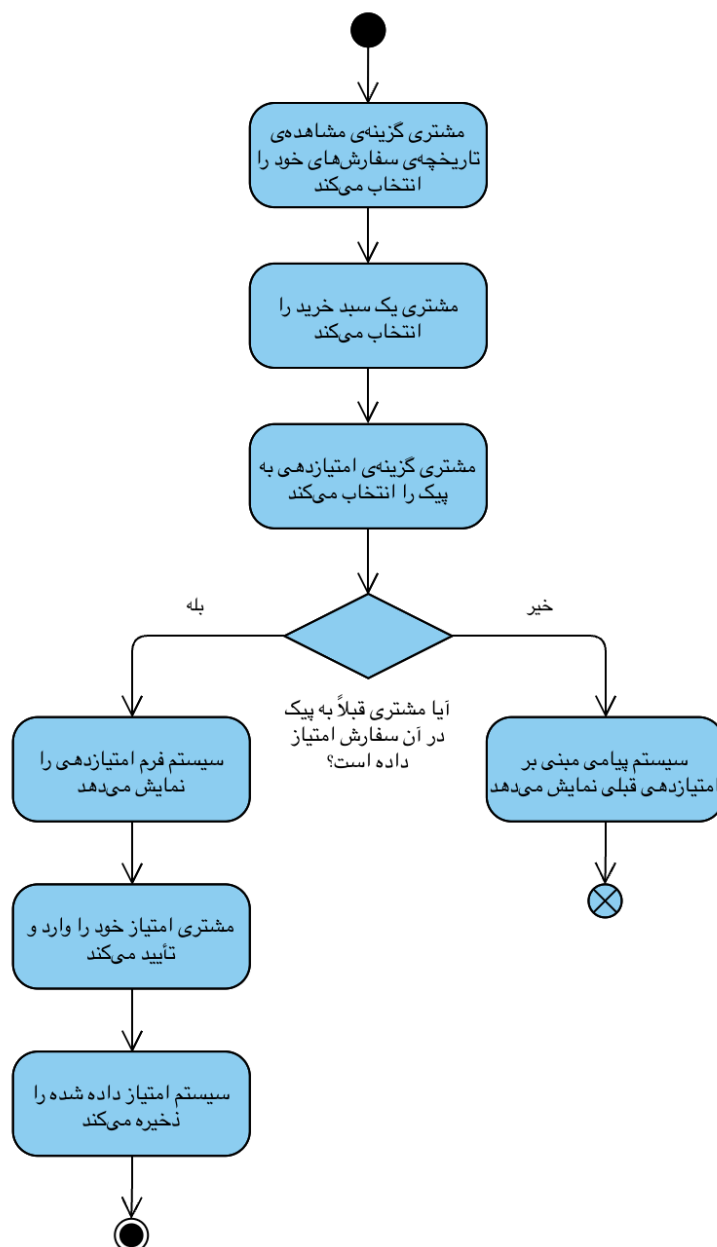 مشتری گزینه‌ی مشاهده‌ی
تاریخچه‌ی سفارش‌های خود را
انتخاب می‌کند
مشتری یک سبد خرید را
انتخاب می‌کند
مشتری گزینه‌ی امتیازدهی به
پیک را انتخاب می‌کند
خیر
بله
آیا مشتری قبلاً به پیک
در آن سفارش امتیاز
داده است؟
سیستم پیامی مبنی بر
امتیازدهی قبلی نمایش می‌دهد
سیستم فرم امتیازدهی را
نمایش می‌دهد
مشتری امتیاز خود را وارد و
تأیید می‌کند
سیستم امتیاز داده شده را
ذخیره می‌کند